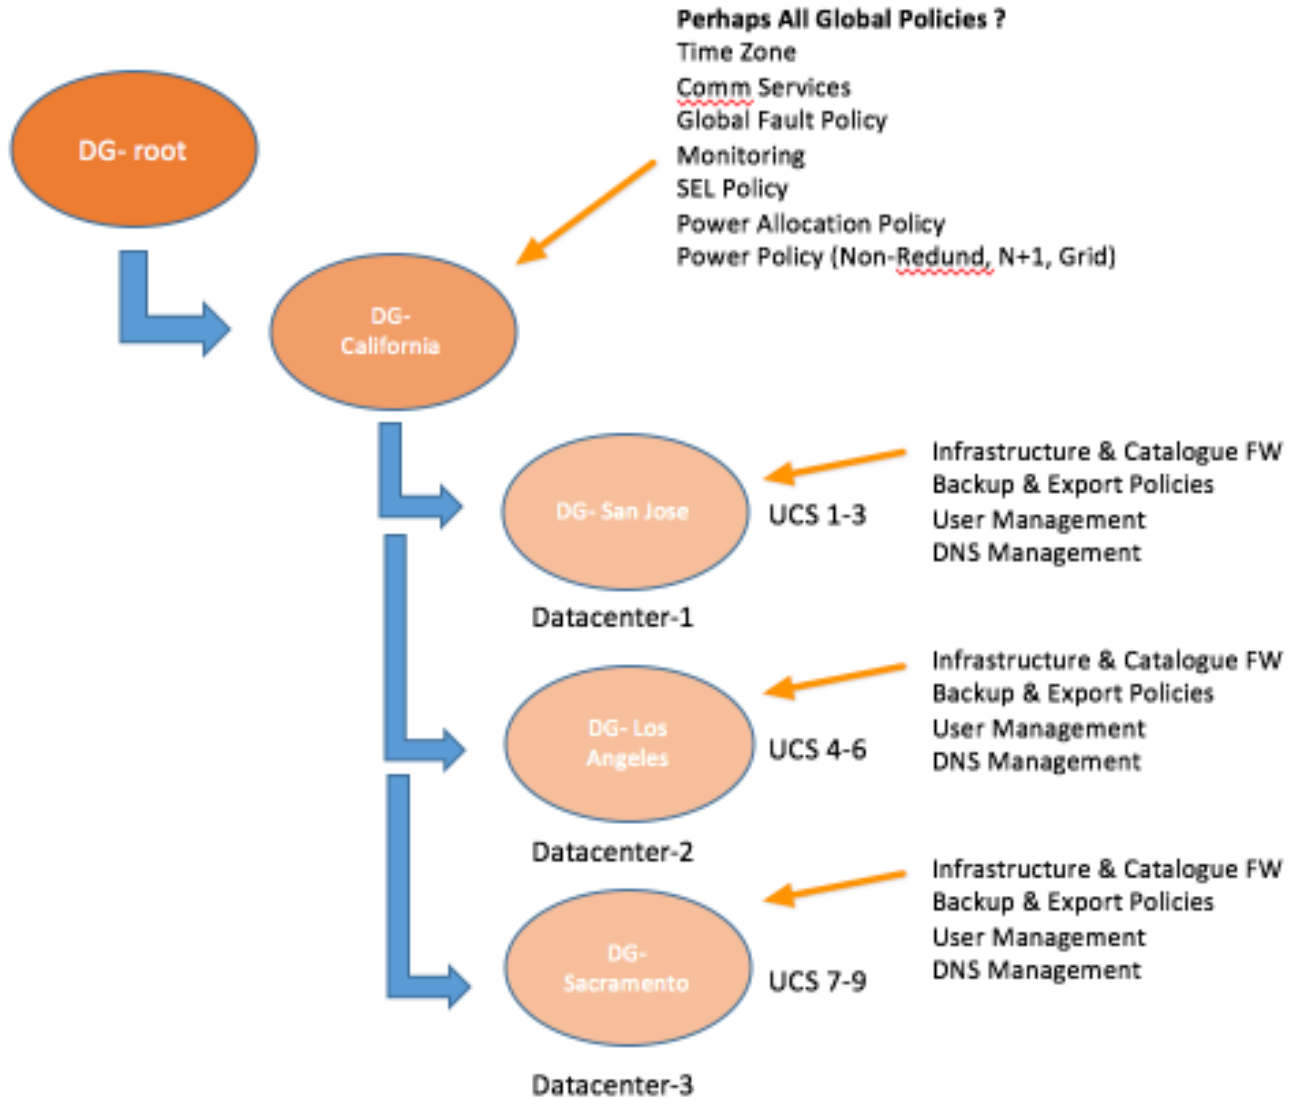 Perhaps All Global Policies ?
Time Zone
Comm Services
Global Fault Policy
Monitoring
SEL Policy
Power Allocation Policy
Power Policy (Non-Redund, N+1, Grid)
DG- root
DG-
California
DG- San Jose
UCS 1-3
Infrastructure & Catalogue FW
Backup & Export Policies
User Management
DNS Management
Datacenter-1
DG- Los
Angeles
UCS 4-6
Infrastructure & Catalogue FW
Backup & Export Policies
User Management
DNS Management
Datacenter-2
DG-
Sacramento
UCS 7-9
Infrastructure & Catalogue FW
Backup & Export Policies
User Management
DNS Management
Datacenter-3